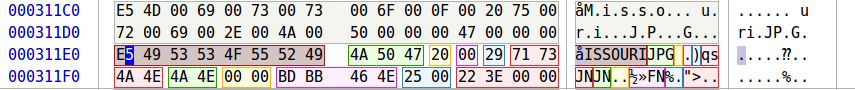 000311C0 E5 4D 00 69 00 73 00 73 00 6F 00 0F 00 20 75 00 åM.i.s.s.o... u. ...... u
000311D0 72 00 69 00 2E 00 4A 00 50 00 00 00 47 00 00 00 r.i...J.P...G... ri.JP.G.
000311E0 E5 49 53 53 4F 55 52 49 4A 50 47 20 00 29 71 73 åISSOURIJPG .)qs
000311F0 4A 4E 4A 4E 00 00 BD BB 46 4E 25 00 22 3E 00 00 JNJN..½»FN%.">.. .....%..